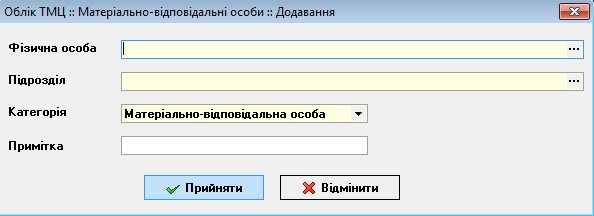 Облік ТМЦ :: Матеріально-відповідальні особи :: Додавання
Фізична особа
Підрозділ
Категорія Матеріально-відповідальна особа
Примітка
Прийняти Відмінити